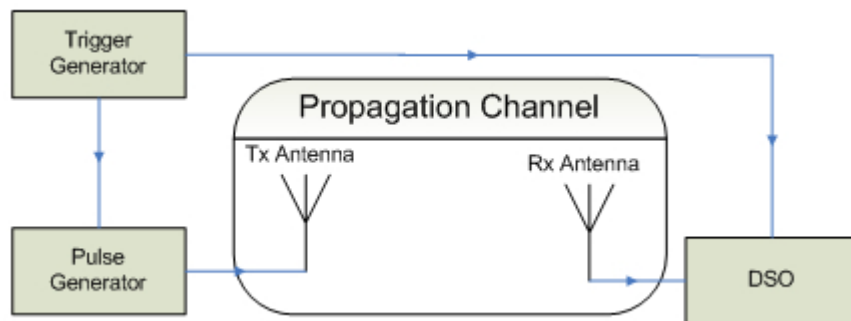 Trigger
Generator
Propagation Channel
Tx Antenna
Rx Antenna
Pulse
Generator
DSO